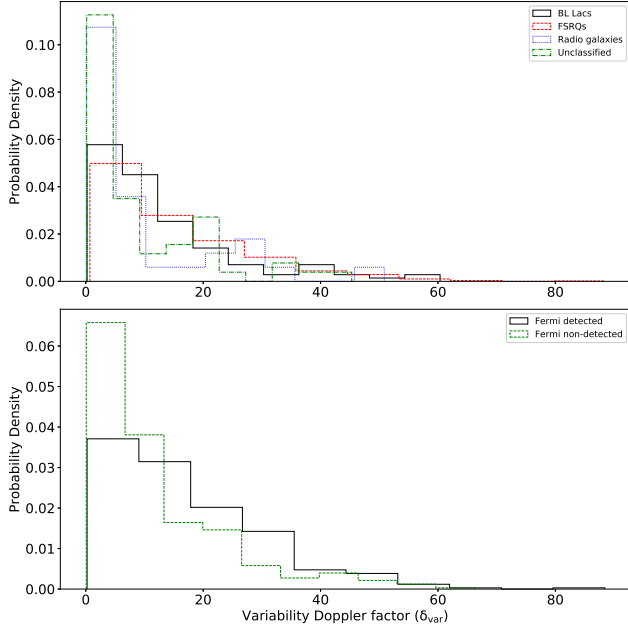 BL Lacs
FSRQs
Radio galaxies
Unclassified
Probability Density
0.10
0.08
0.06
0.04
0.02
0.00
0 20 40 60 80
Fermi detected
Fermi non-detected
Probability Density
0.06
0.05
0.04
0.03
0.02
0.01
0.00
0 20 40 60 80
Variability Doppler factor (δvar)